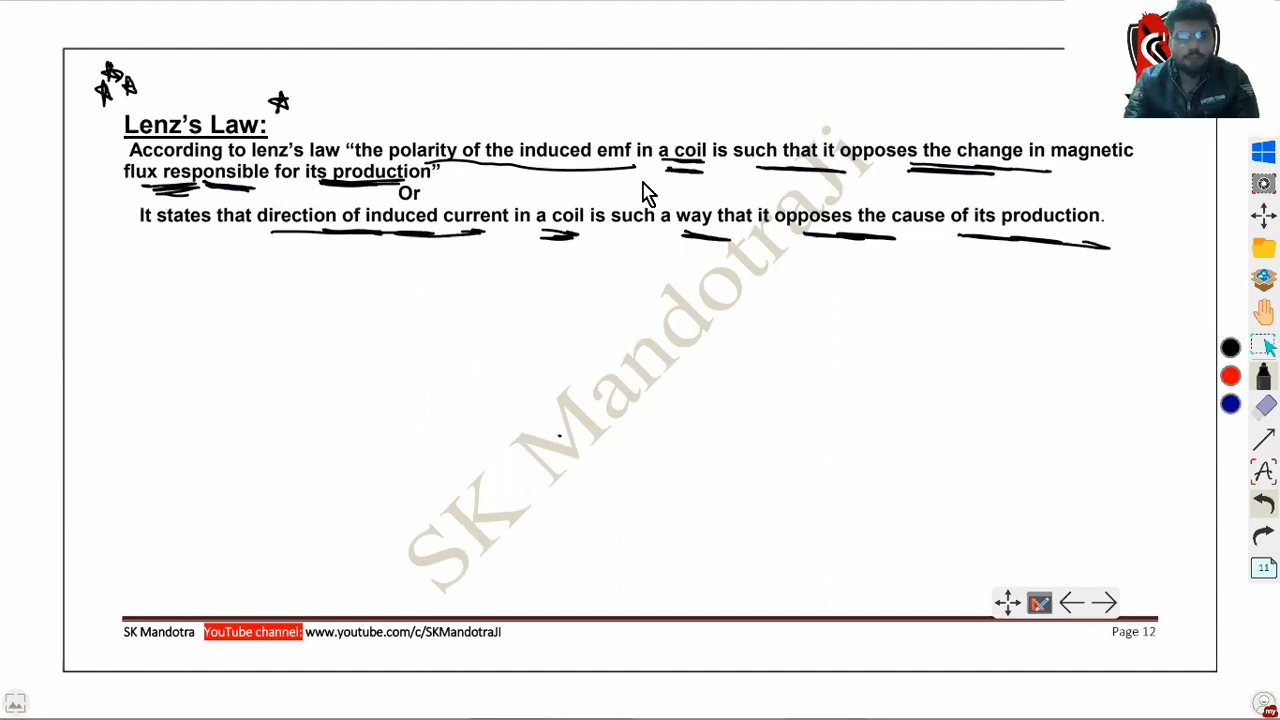 Lenz's Law:
According to lenz's law “the polarity of the induced emf in a coil is such that it opposes the change in magnetic
flux responsible for its production”
Or
It states that direction of induced current in a coil is such a way that it opposes the cause of its production.
SK Mandotraji
SK Mandotra YouTube channel: www.youtube.com/c/SKMandotraJI
Page 12
11